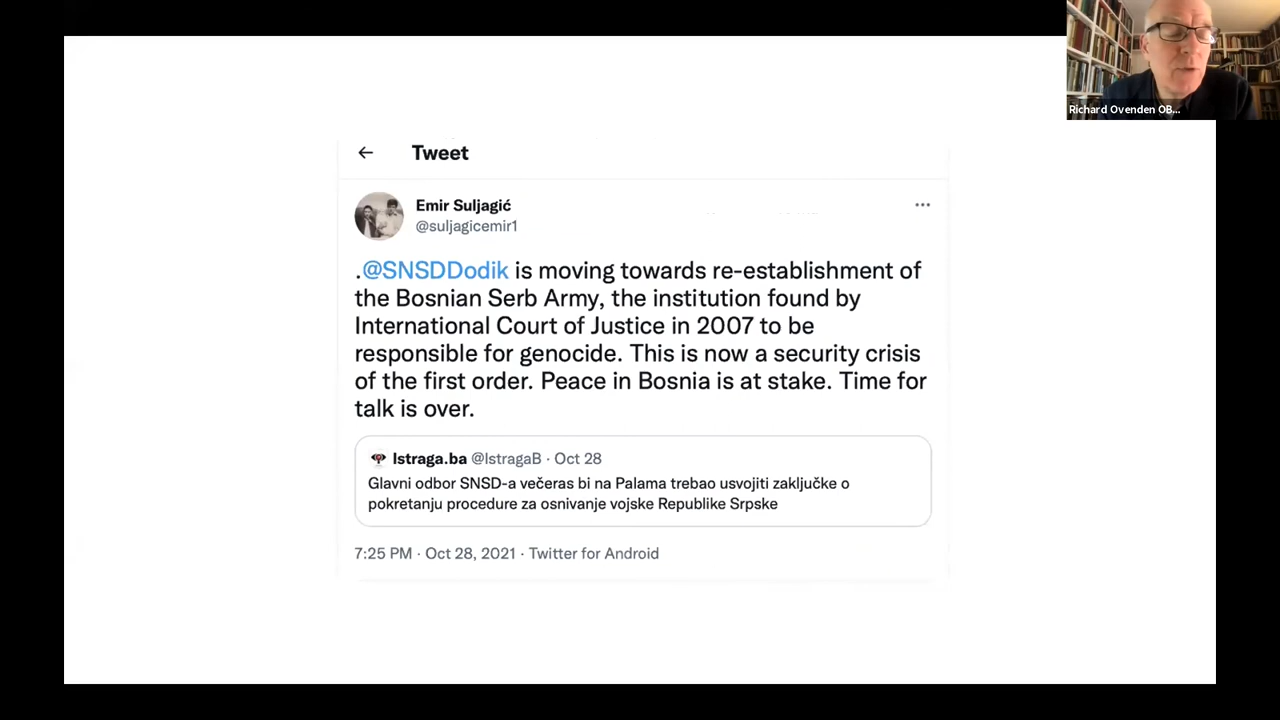 Richard Ovenden OB...
Tweet
Emir Suljagić
@suljagicemir1
.@SNSDDodik is moving towards re-establishment of
the Bosnian Serb Army, the institution found by
International Court of Justice in 2007 to be
responsible for genocide. This is now a security crisis
of the first order. Peace in Bosnia is at stake. Time for
talk is over.
Istraga.ba @IstragaB · Oct 28
Glavni odbor SNSD-a večeras bi na Palama trebao usvojiti zaključke o
pokretanju procedure za osnivanje vojske Republike Srpske
7:25 PM · Oct 28, 2021 · Twitter for Android